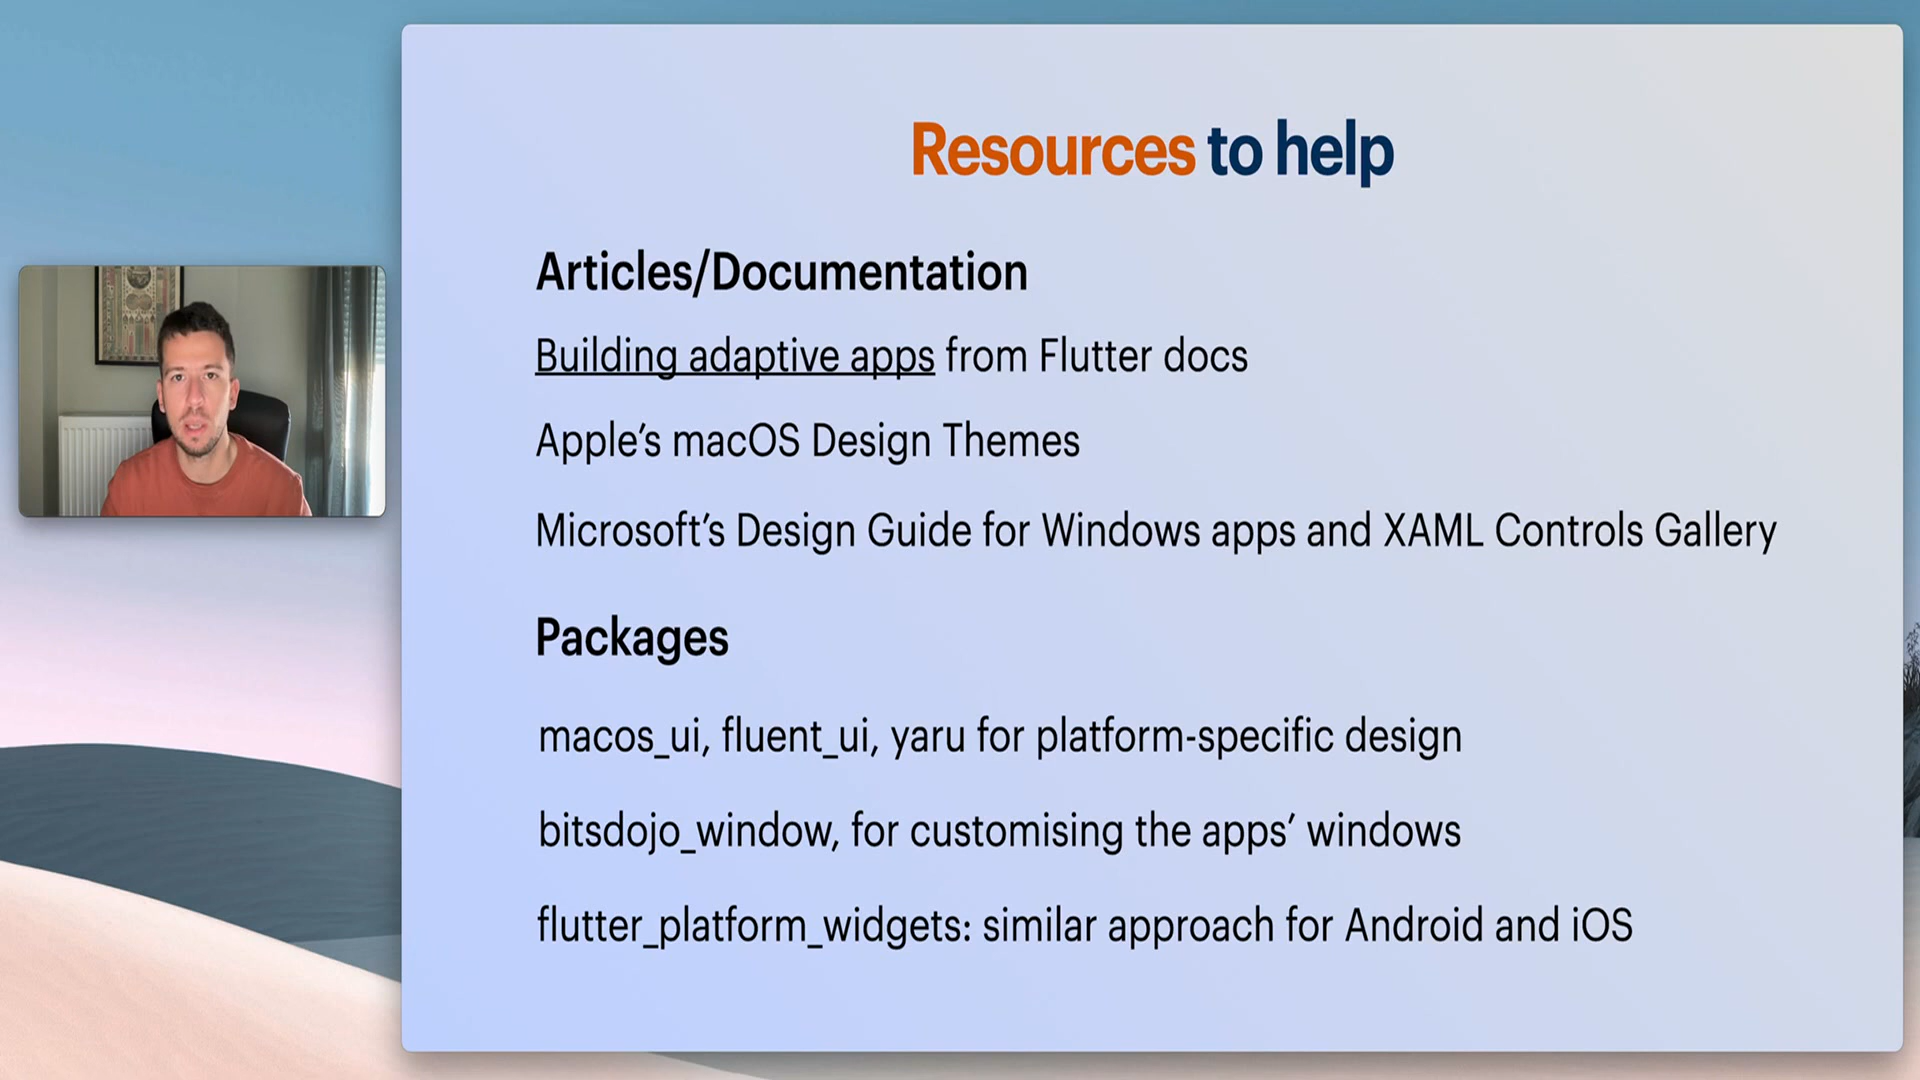 Resources to help
Articles/Documentation
Building adaptive apps from Flutter docs
Apple’s macOS Design Themes
Microsoft’s Design Guide for Windows apps and XAML Controls Gallery
Packages
macos_ui, fluent_ui, yaru for platform-specific design
bitsdojo_window, for customising the apps’ windows
flutter_platform_widgets: similar approach for Android and iOS